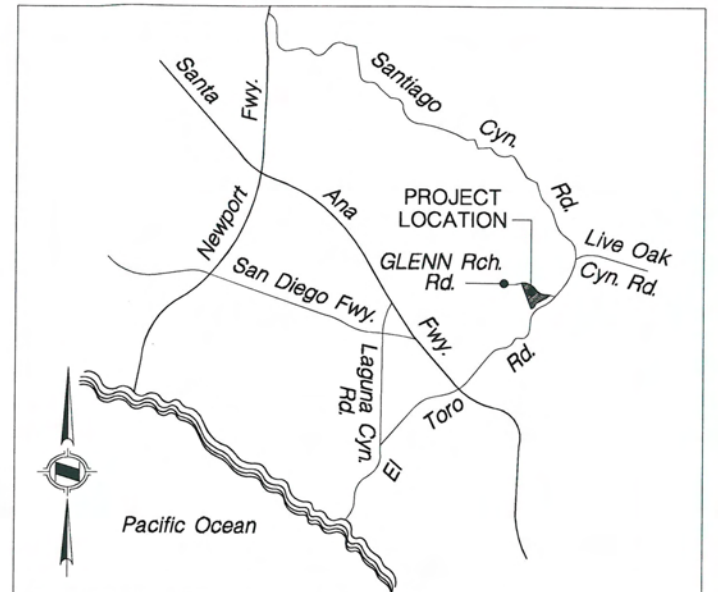 Santa
Fwy.
Santiago
Cyn.
Rd.
Newport
Ana
PROJECT
LOCATION
GLENN Rch.
Rd.
Live Oak
Cyn. Rd.
San Diego Fwy.
Fwy.
Rd.
Laguna Cyn.
Rd.
Toro
El
Pacific Ocean